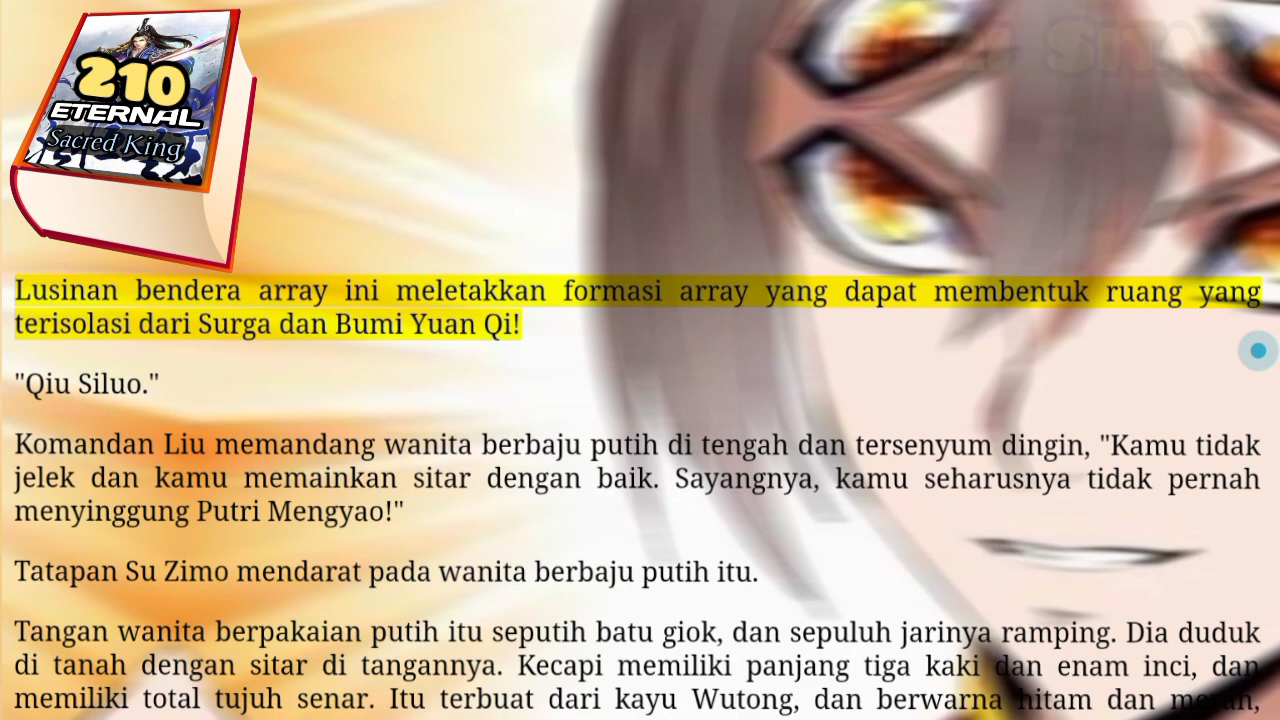 210
ETERNAL
Sacred King
Lusinan bendera array ini meletakkan formasi array yang dapat membentuk ruang yang
terisolasi dari Surga dan Bumi Yuan Qi!
"Qiu Siluo."
Komandan Liu memandang wanita berbaju putih di tengah dan tersenyum dingin, "Kamu tidak
jelek dan kamu memainkan sitar dengan baik. Sayangnya, kamu seharusnya tidak pernah
menyinggung Putri Mengyao!"
Tatapan Su Zimo mendarat pada wanita berbaju putih itu.
Tangan wanita berpakaian putih itu seputih batu giok, dan sepuluh jarinya ramping. Dia duduk
di tanah dengan sitar di tangannya. Kecapi memiliki panjang tiga kaki dan enam inci, dan
memiliki total tujuh senar. Itu terbuat dari kayu Wutong, dan berwarna hitam dan merah,